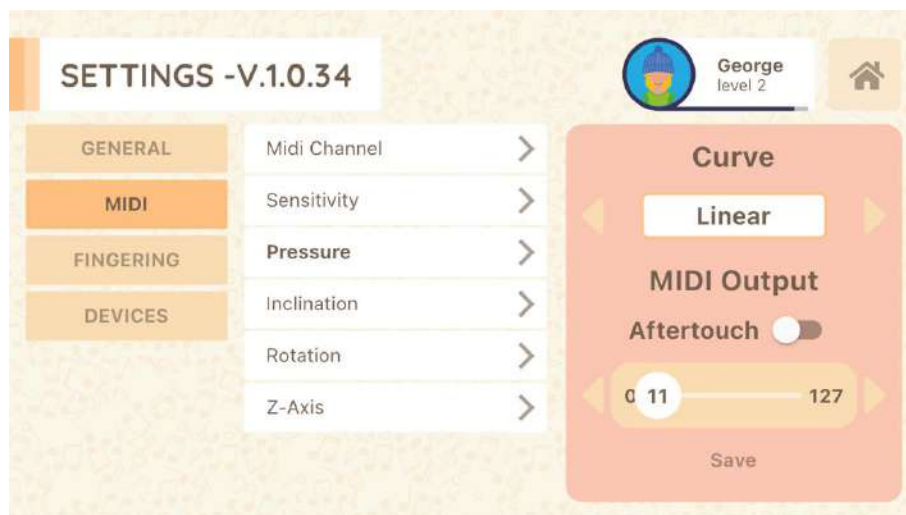 SETTINGS -V.1.0.34
George
level 2
GENERAL
MIDI
FINGERING
DEVICES
Midi Channel
Sensitivity
Pressure
Inclination
Rotation
Z-Axis
Curve
Linear
MIDI Output
Aftertouch
0 11 127
Save